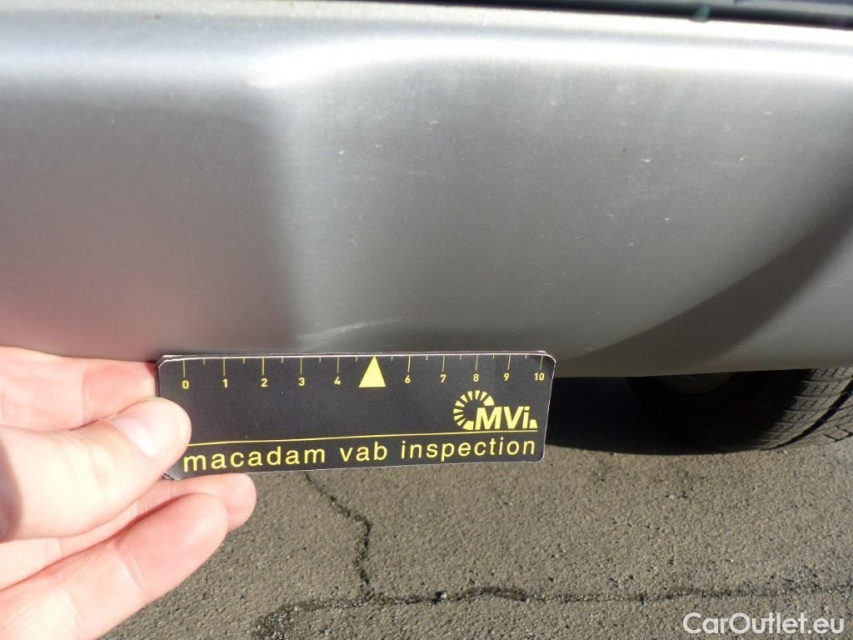 0 1 2 3 4 6 7 8 9 10
MVi.
macadam vab inspection
CarOutlet.eu